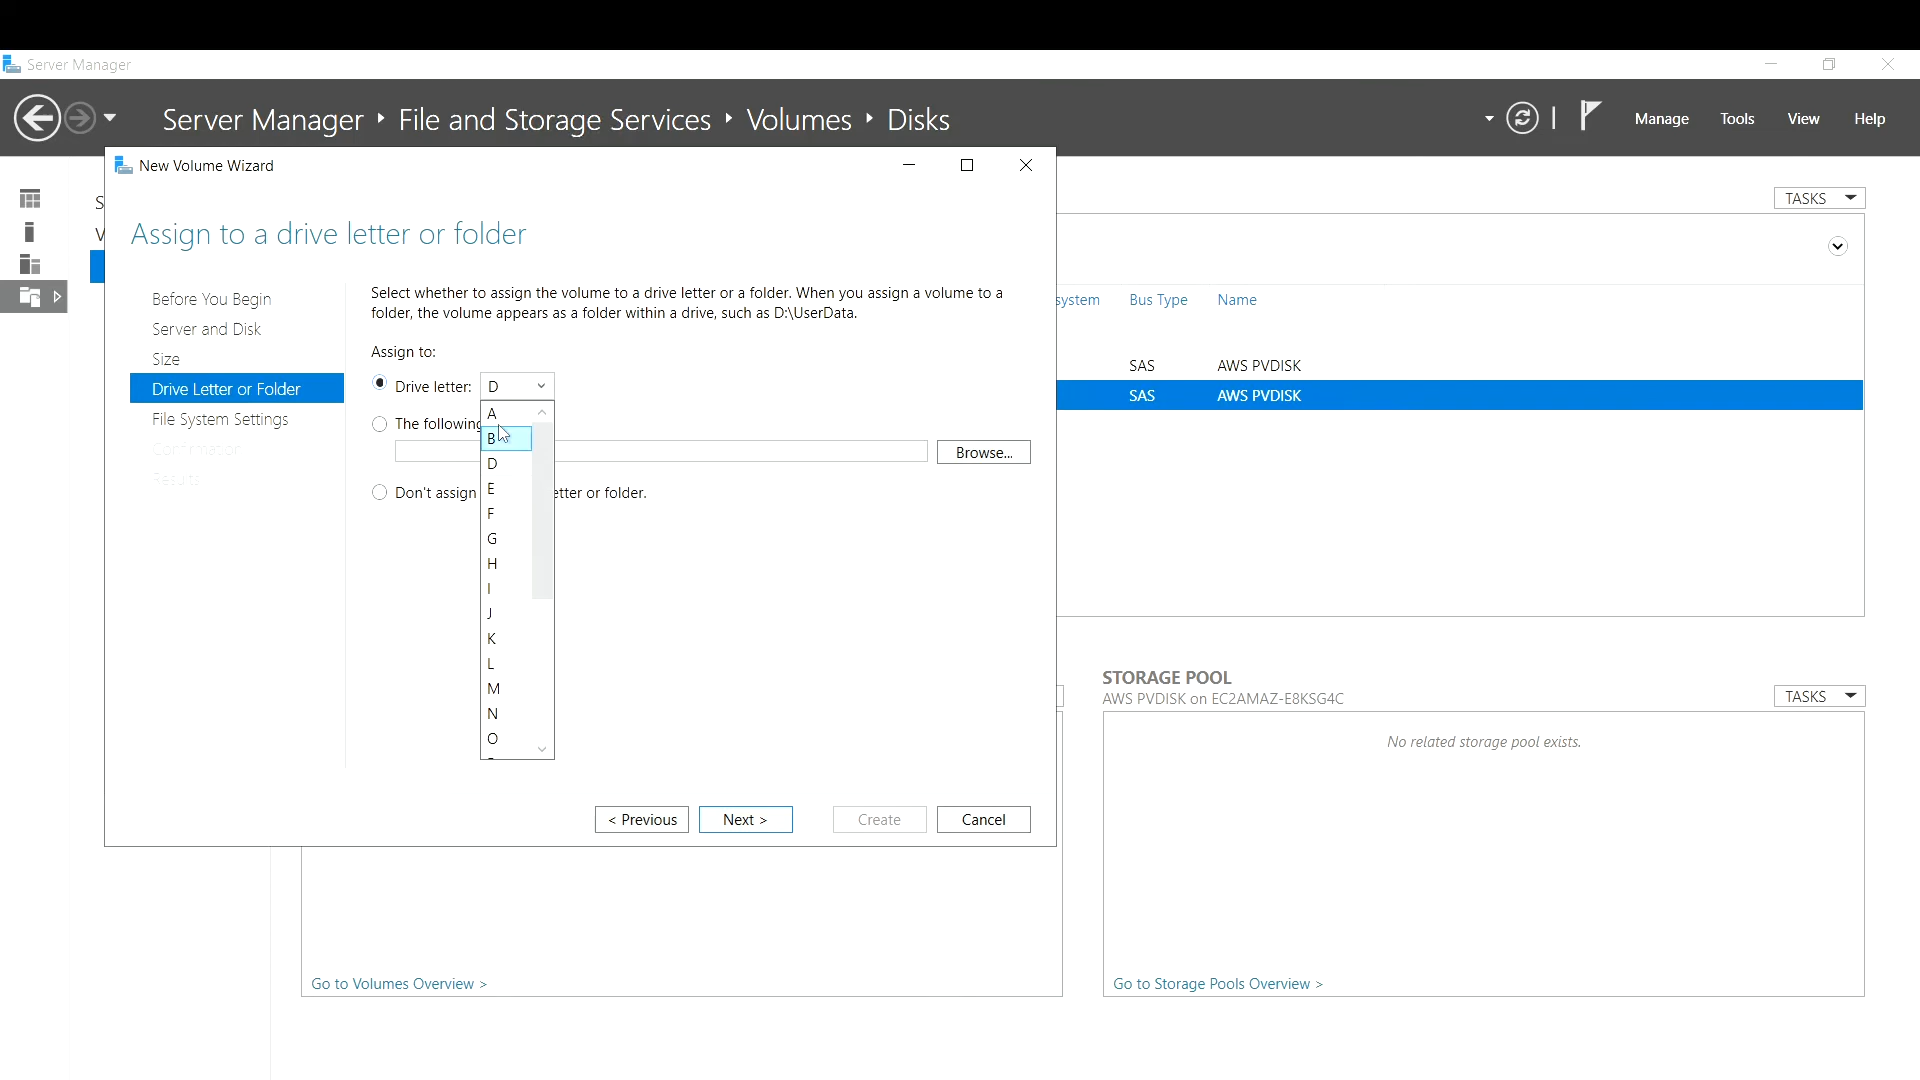 Server Manager
Server Manager File and Storage Services Volumes Disks
Manage Tools View Help
New Volume Wizard
TASKS
Assign to a drive letter or folder
Before You Begin
Server and Disk
Size
Drive Letter or Folder
File System Settings
Confirmation
Results
Select whether to assign the volume to a drive letter or a folder. When you assign a volume to a
folder, the volume appears as a folder within a drive, such as D:\UserData.
Assign to:
Drive letter: D
The following
Browse...
Don't assign etter or folder.
A
B
D
E
F
G
H
I
J
K
L
M
N
O
< Previous Next > Create Cancel
S
V
system Bus Type Name
SAS AWS PVDISK
SAS AWS PVDISK
STORAGE POOL
AWS PVDISK on EC2AMAZ-E8KSG4C
TASKS
No related storage pool exists.
Go to Volumes Overview >
Go to Storage Pools Overview >